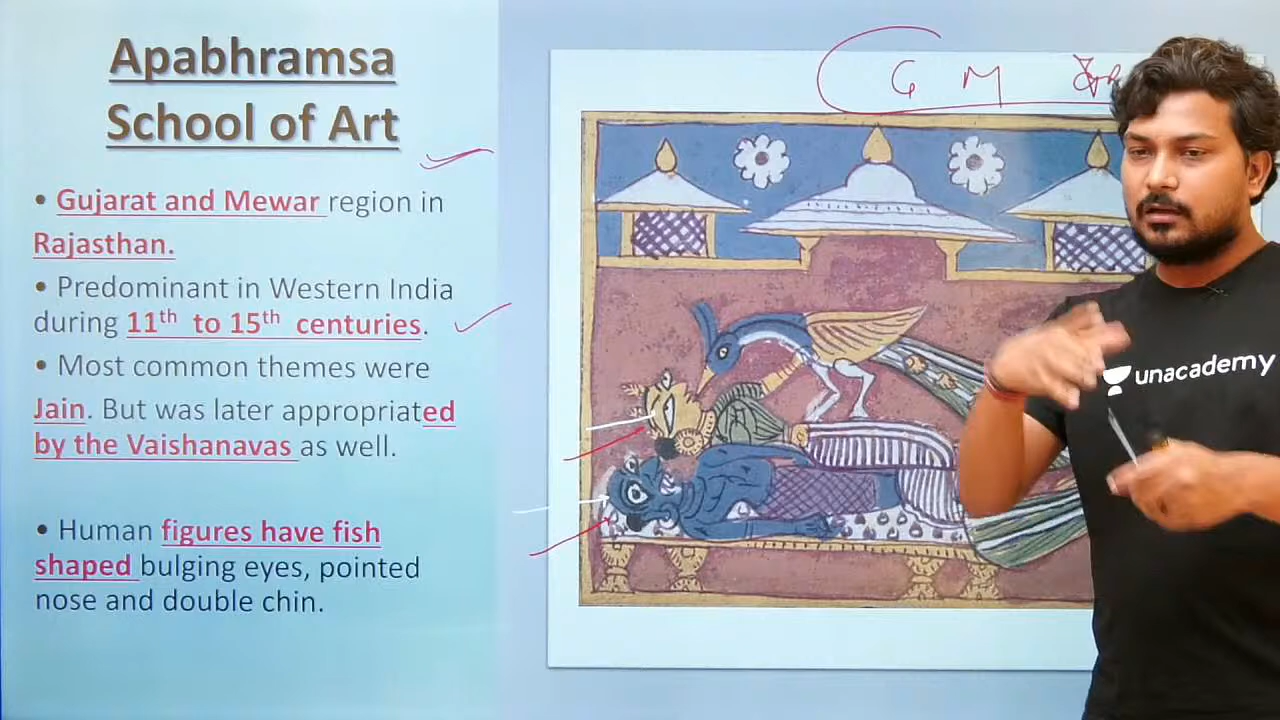 Apabhramsa
School of Art
• Gujarat and Mewar region in
Rajasthan.
• Predominant in Western India
during 11th to 15th centuries.
• Most common themes were
Jain. But was later appropriated
by the Vaishanavas as well.
• Human figures have fish
shaped bulging eyes, pointed
nose and double chin.
G M
unacademy